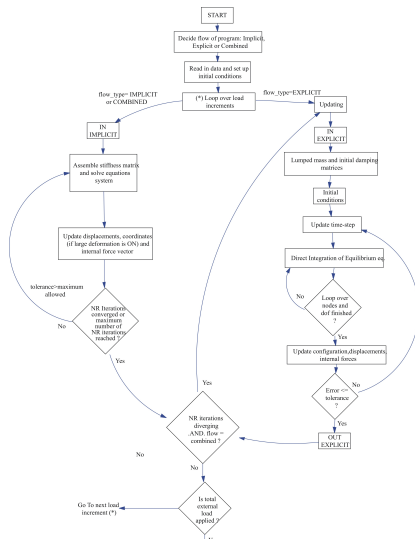 START
Decide flow of program: Implicit,
Explicit or Combined
Read in data and set up
initial conditions
flow_type= IMPLICIT
or COMBINED
(*) Loop over load
increments
flow_type=EXPLICIT
Updating
IN
IMPLICIT
IN
EXPLICIT
Assemble stiffness matrix
and solve equations
system
Lumped mass and initial damping
matrices
Initial
conditions
Update time-step
Update displacements, coordinates
(if large deformation is ON) and
internal force vector
Direct Integration of Equilibrium eq.
tolerance>maximum
allowed
No
NR Iterations
converged or
maximum
number of
NR iterations
reached ?
Yes
No
Loop over
nodes and
dof finished
?
Yes
Update configuration,displacements,
internal forces
Error <=
tolerance
?
No
Yes
OUT
EXPLICIT
Yes
NR iterations
diverging
.AND. flow =
combined ?
No
No
Is total
external
load
applied ?
Go To next load
increment (*)